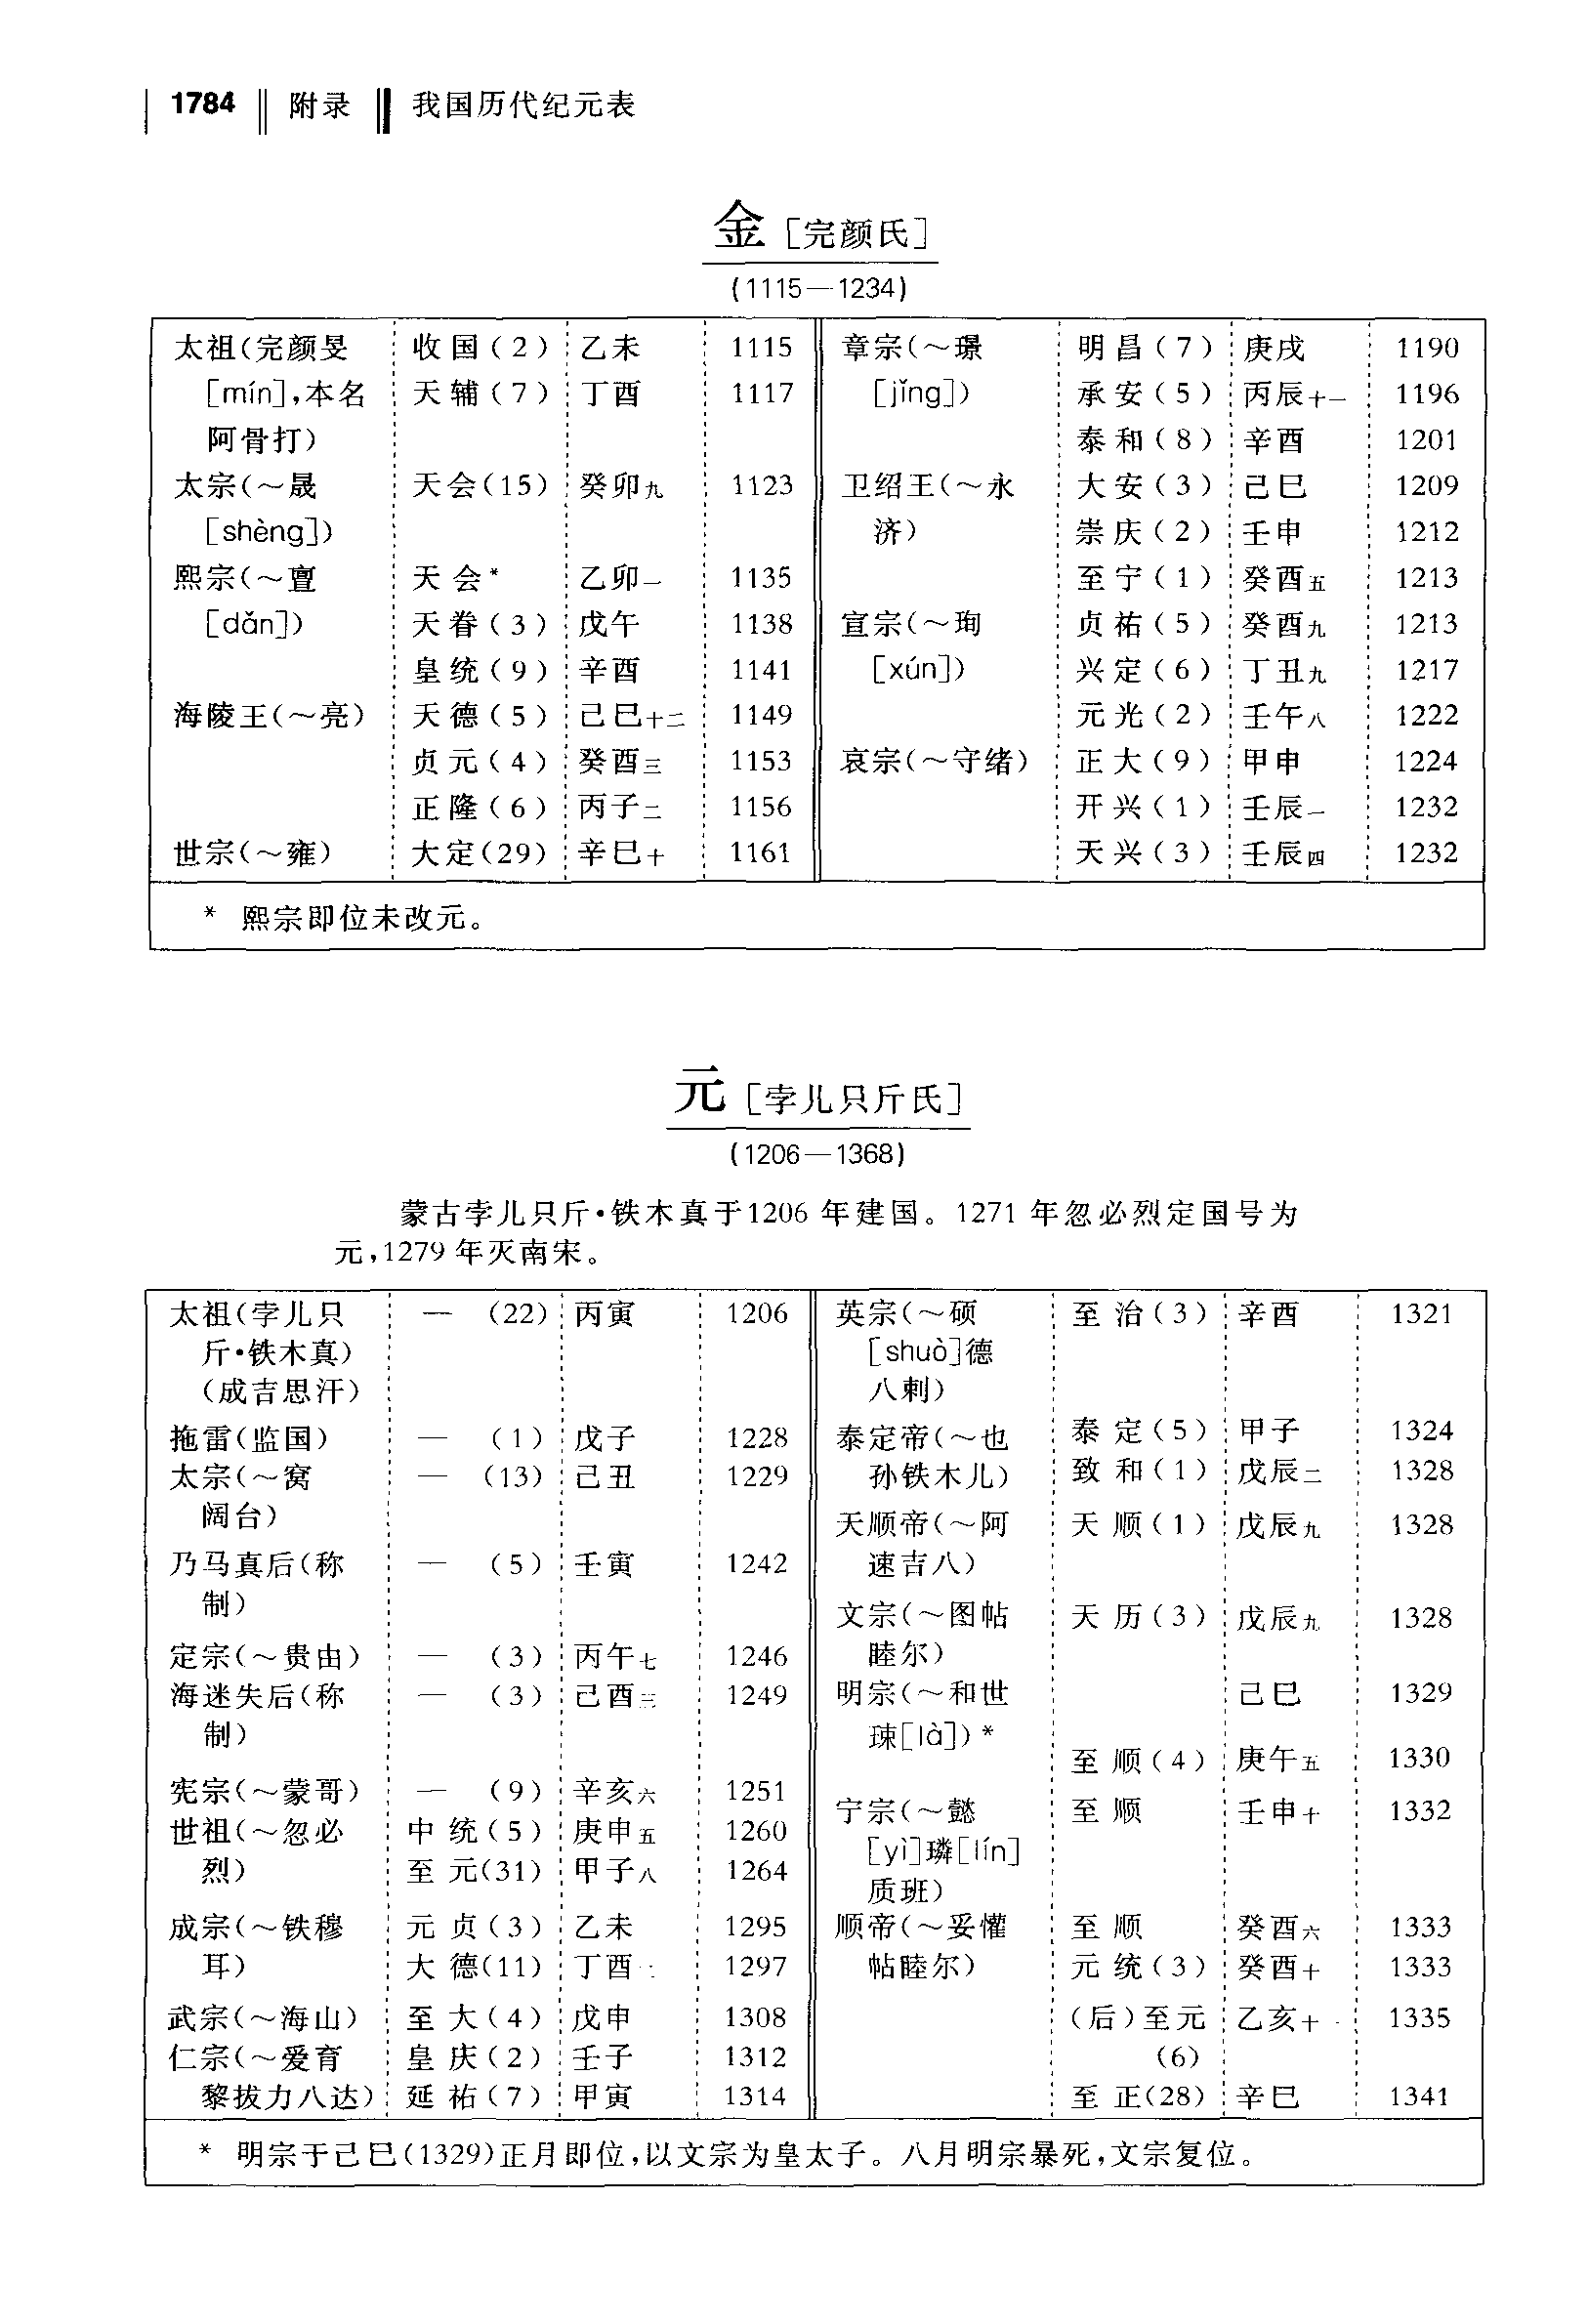 1784 附录 我国历代纪元表
金[完颜氏]
(1115—1234)
太祖(完颜旻 收国(2) 乙未 1115
[mín],本名 天辅(7) 丁酉 1117
阿骨打)
太宗(~晟 天会(15) 癸卯九 1123
[shèng])
熙宗(~亶 天会* 乙卯一 1135
[dǎn]) 天眷(3) 戊午 1138
皇统(9) 辛酉 1141
海陵王(~亮) 天德(5) 己巳十二 1149
贞元(4) 癸酉三 1153
正隆(6) 丙子二 1156
世宗(~雍) 大定(29) 辛巳十 1161
章宗(~璟 明昌(7) 庚戌 1190
[jǐng]) 承安(5) 丙辰十一 1196
泰和(8) 辛酉 1201
卫绍王(~永 大安(3) 己巳 1209
济) 崇庆(2) 壬申 1212
至宁(1) 癸酉五 1213
宣宗(~珣 贞祐(5) 癸酉九 1213
[xún]) 兴定(6) 丁丑九 1217
元光(2) 壬午八 1222
哀宗(~守绪) 正大(9) 甲申 1224
开兴(1) 壬辰一 1232
天兴(3) 壬辰四 1232
* 熙宗即位未改元。
元[孛儿只斤氏]
(1206—1368)
蒙古孛儿只斤·铁木真于1206年建国。1271年忽必烈定国号为
元,1279年灭南宋。
太祖(孛儿只 — (22) 丙寅 1206
斤·铁木真)
(成吉思汗)
拖雷(监国) — (1) 戊子 1228
太宗(~窝 — (13) 己丑 1229
阔台)
乃马真后(称 — (5) 壬寅 1242
制)
定宗(~贵由) — (3) 丙午七 1246
海迷失后(称 — (3) 己酉三 1249
制)
宪宗(~蒙哥) — (9) 辛亥六 1251
世祖(~忽必 中统(5) 庚申五 1260
烈) 至元(31) 甲子八 1264
成宗(~铁穆 元贞(3) 乙未 1295
耳) 大德(11) 丁酉 1297
武宗(~海山) 至大(4) 戊申 1308
仁宗(~爱育 皇庆(2) 壬子 1312
黎拔力八达) 延祐(7) 甲寅 1314
英宗(~硕 至治(3) 辛酉 1321
[shuò]德
八剌)
泰定帝(~也 泰定(5) 甲子 1324
孙铁木儿) 致和(1) 戊辰二 1328
天顺帝(~阿 天顺(1) 戊辰九 1328
速吉八)
文宗(~图帖 天历(3) 戊辰九 1328
睦尔)
明宗(~和世 己巳 1329
㻋[là])*
至顺(4) 庚午五 1330
宁宗(~懿 至顺 壬申十 1332
[yì]璘[lín]
质班)
顺帝(~妥懽 至顺 癸酉六 1333
帖睦尔) 元统(3) 癸酉十 1333
(后)至元 乙亥十 1335
(6)
至正(28) 辛巳 1341
* 明宗于己巳(1329)正月即位,以文宗为皇太子。八月明宗暴死,文宗复位。